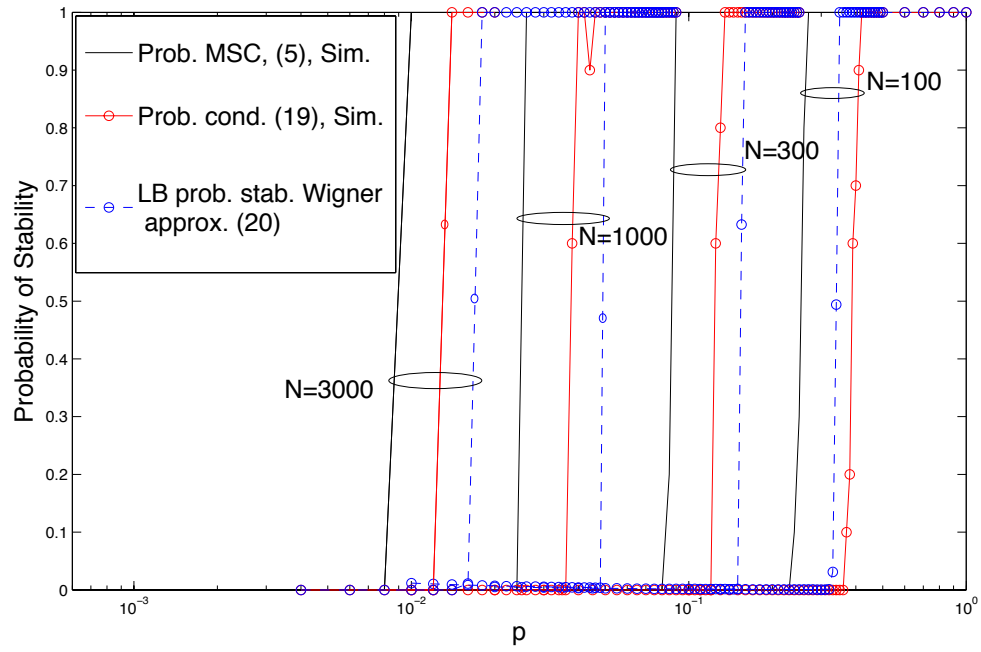 Prob. MSC, (5), Sim.
Prob. cond. (19), Sim.
LB prob. stab. Wigner
approx. (20)
N=100
N=300
N=1000
N=3000
Probability of Stability
1
0.9
0.8
0.7
0.6
0.5
0.4
0.3
0.2
0.1
0
10^-3
10^-2
10^-1
10^0
p